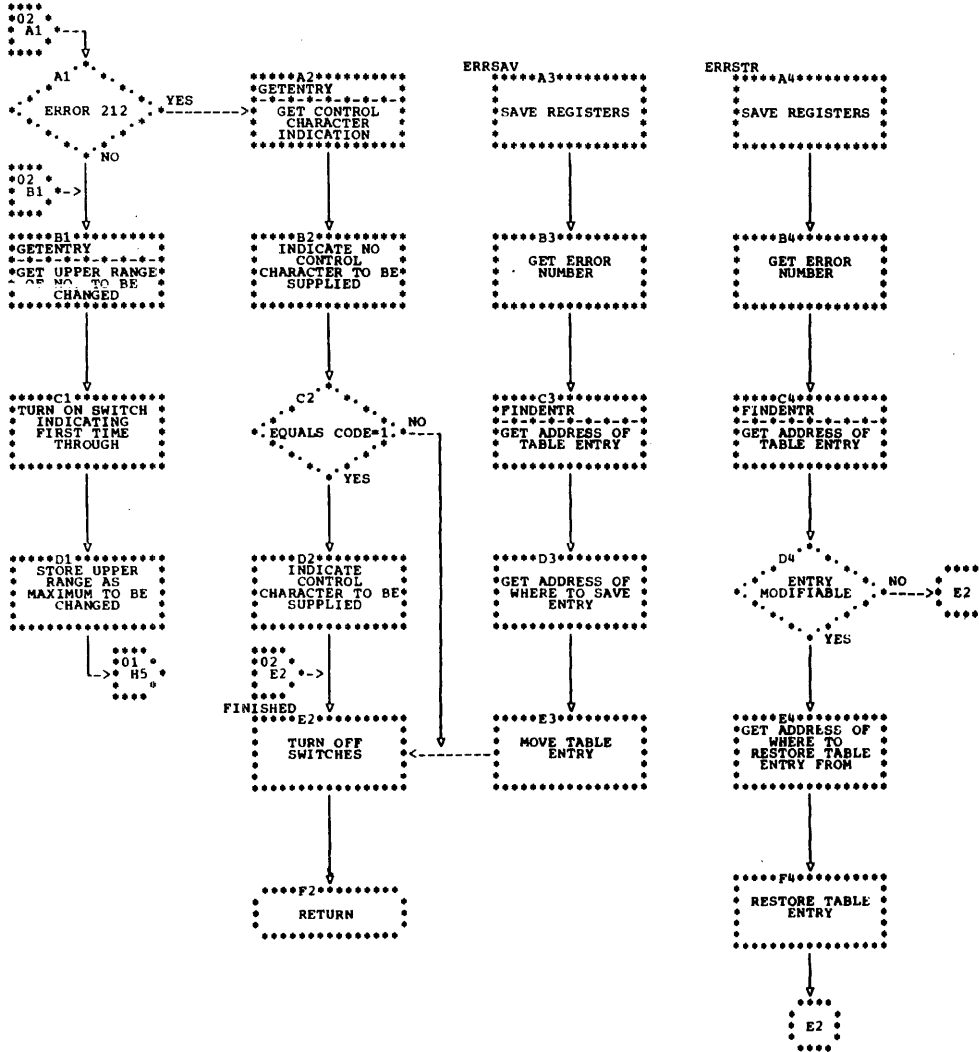 02
A1
A1
ERROR 212
YES
NO
A2
GETENTRY
GET CONTROL
CHARACTER
INDICATION
ERRSAV
A3
SAVE REGISTERS
ERRSTR
A4
SAVE REGISTERS
02
B1
B1
GETENTRY
GET UPPER RANGE
OF NO. TO BE
CHANGED
B2
INDICATE NO
CONTROL
CHARACTER TO BE
SUPPLIED
B3
GET ERROR
NUMBER
B4
GET ERROR
NUMBER
C1
TURN ON SWITCH
INDICATING
FIRST TIME
THROUGH
C2
EQUALS CODE=1
NO
YES
C3
FINDENTR
GET ADDRESS OF
TABLE ENTRY
C4
FINDENTR
GET ADDRESS OF
TABLE ENTRY
D1
STORE UPPER
RANGE AS
MAXIMUM TO BE
CHANGED
01
H5
D2
INDICATE
CONTROL
CHARACTER TO BE
SUPPLIED
D3
GET ADDRESS OF
WHERE TO SAVE
ENTRY
D4
ENTRY
MODIFIABLE
NO
E2
YES
02
E2
FINISHED
E2
TURN OFF
SWITCHES
E3
MOVE TABLE
ENTRY
E4
GET ADDRESS OF
WHERE TO
RESTORE TABLE
ENTRY FROM
F2
RETURN
F4
RESTORE TABLE
ENTRY
E2